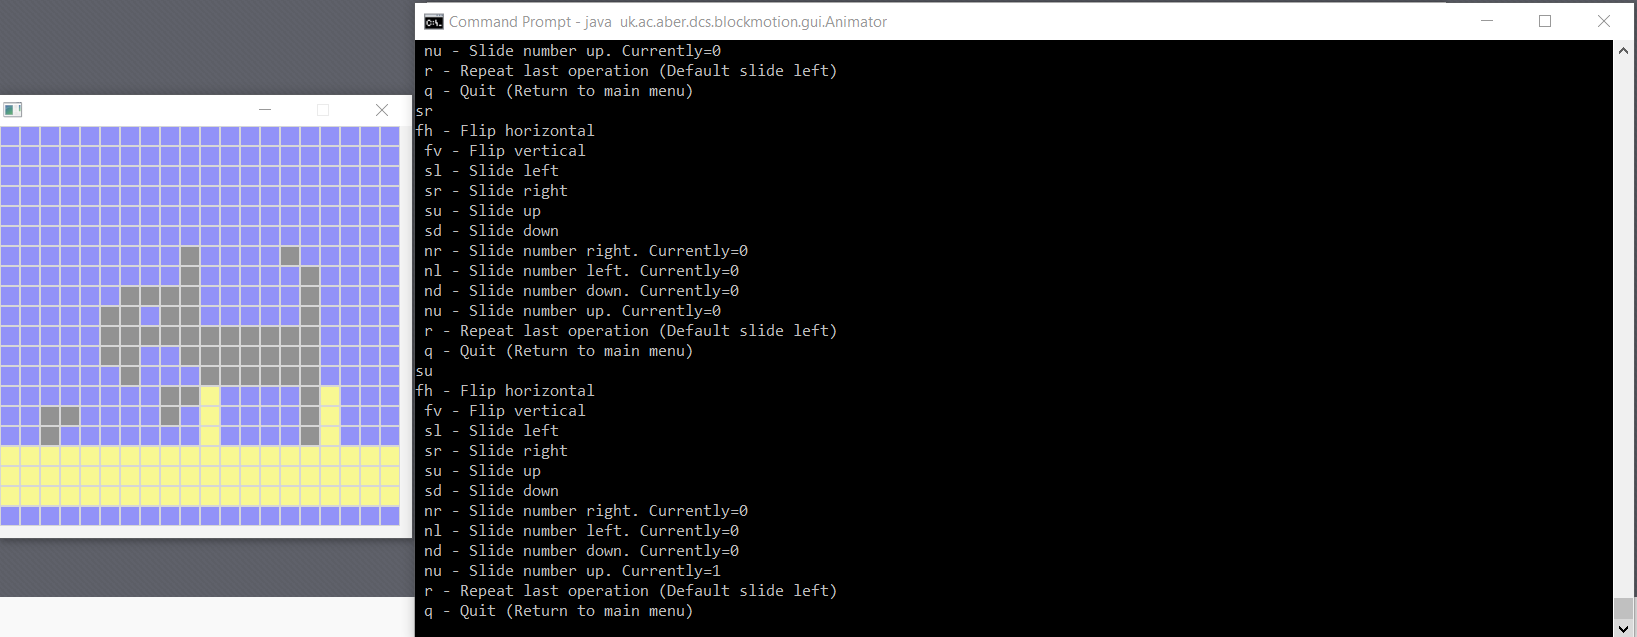 Command Prompt - java uk.ac.aber.dcs.blockmotion.gui.Animator
nu - Slide number up. Currently=0
r - Repeat last operation (Default slide left)
q - Quit (Return to main menu)
sr
fh - Flip horizontal
fv - Flip vertical
sl - Slide left
sr - Slide right
su - Slide up
sd - Slide down
nr - Slide number right. Currently=0
nl - Slide number left. Currently=0
nd - Slide number down. Currently=0
nu - Slide number up. Currently=0
r - Repeat last operation (Default slide left)
q - Quit (Return to main menu)
su
fh - Flip horizontal
fv - Flip vertical
sl - Slide left
sr - Slide right
su - Slide up
sd - Slide down
nr - Slide number right. Currently=0
nl - Slide number left. Currently=0
nd - Slide number down. Currently=0
nu - Slide number up. Currently=1
r - Repeat last operation (Default slide left)
q - Quit (Return to main menu)